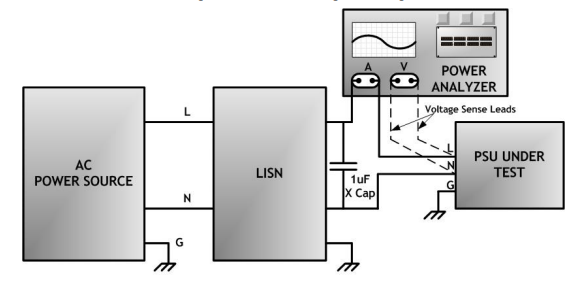 A
V
POWER
ANALYZER
Voltage Sense Leads
L
N
G
AC
POWER SOURCE
LISN
1uF
X Cap
L
N
G
PSU UNDER
TEST